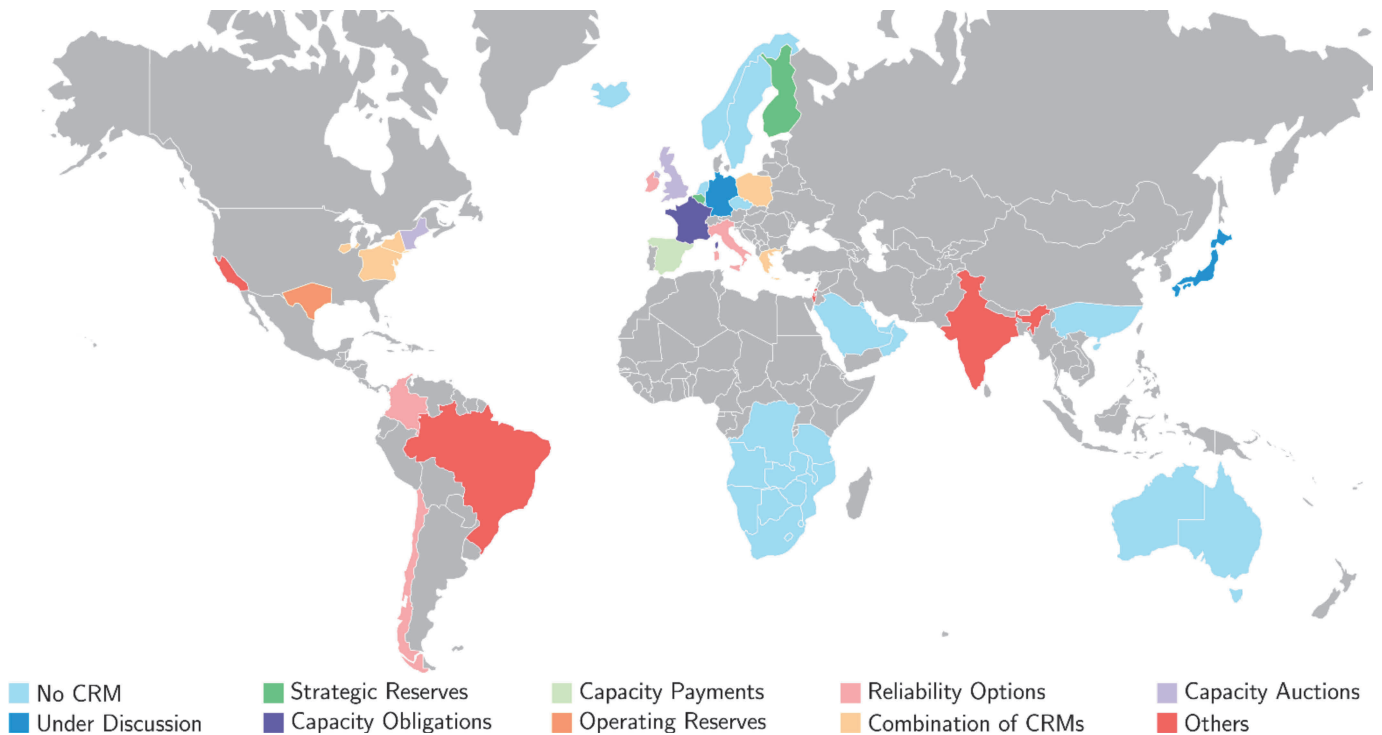 No CRM Strategic Reserves Capacity Payments Reliability Options Capacity Auctions
Under Discussion Capacity Obligations Operating Reserves Combination of CRMs Others